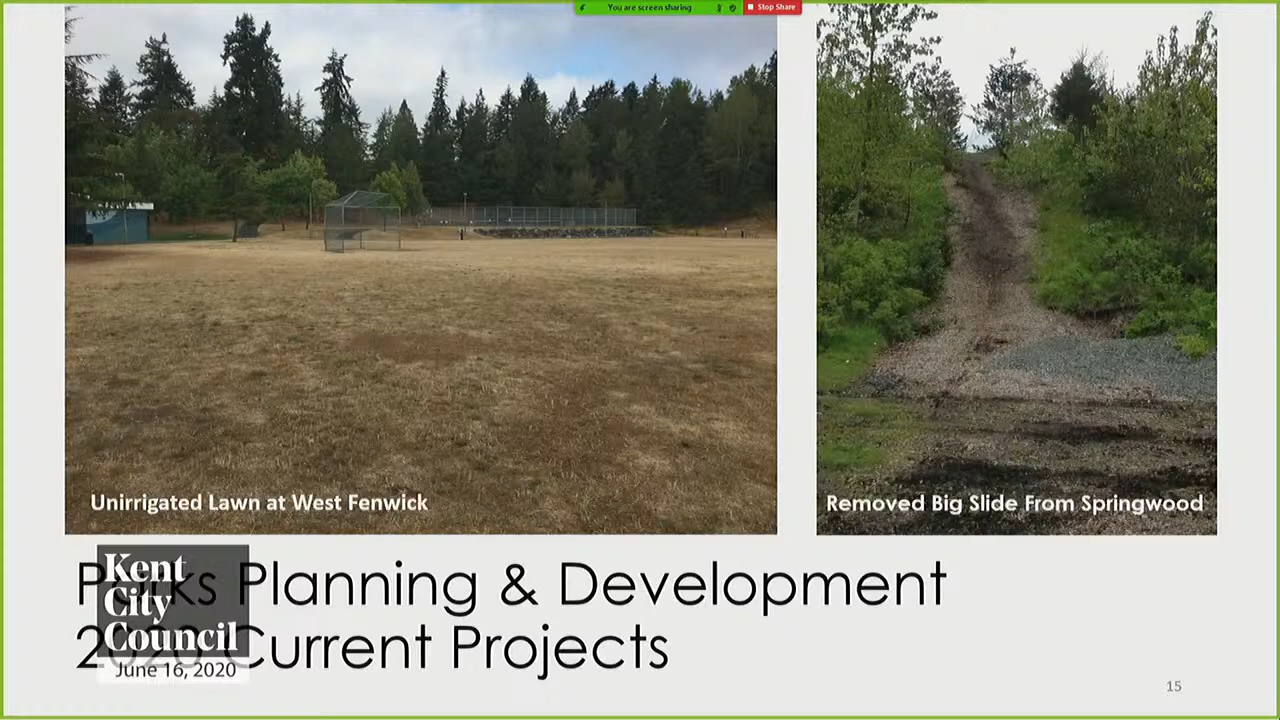 You are screen sharing
Stop Share
Unirrigated Lawn at West Fenwick
Removed Big Slide From Springwood
Parks Planning & Development
2020 Current Projects
Kent
City
Council
June 16, 2020
15